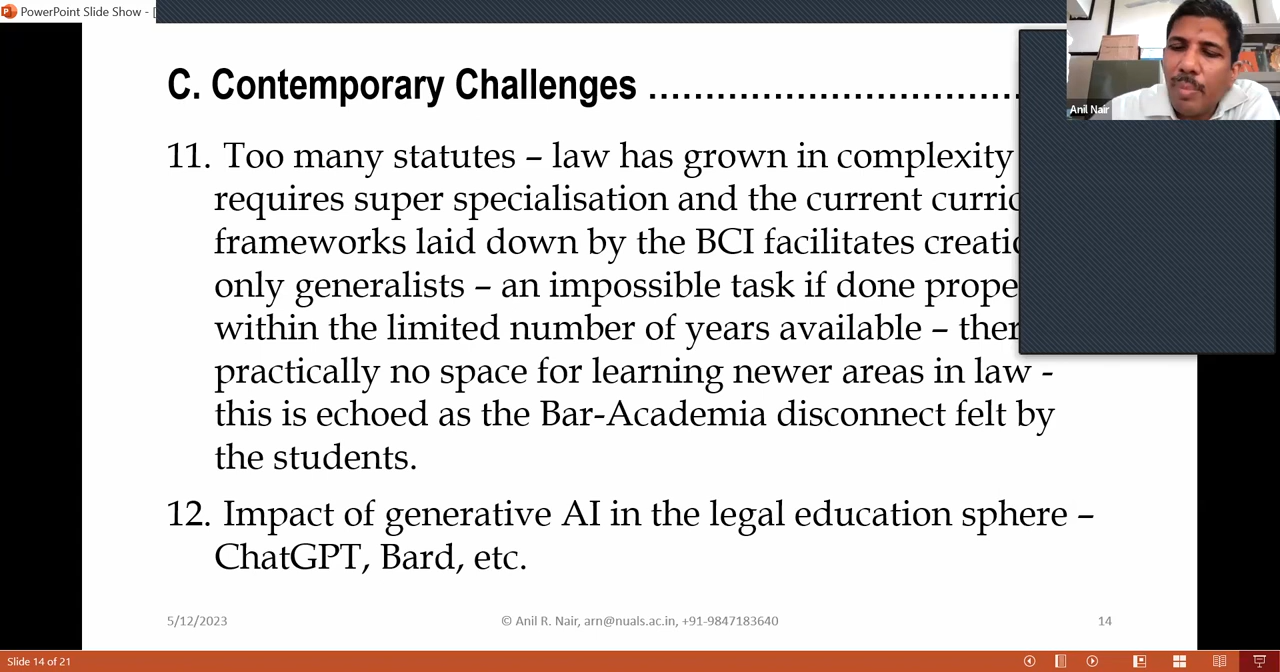 PowerPoint Slide Show - [
Anil Nair
C. Contemporary Challenges ................................
11. Too many statutes – law has grown in complexity
requires super specialisation and the current
frameworks laid down by the BCI facilitates
only generalists – an impossible task if done
within the limited number of years available –
practically no space for learning newer areas in law -
this is echoed as the Bar-Academia disconnect felt by
the students.
12. Impact of generative AI in the legal education sphere –
ChatGPT, Bard, etc.
5/12/2023 © Anil R. Nair, arn@nuals.ac.in, +91-9847183640 14
Slide 14 of 21